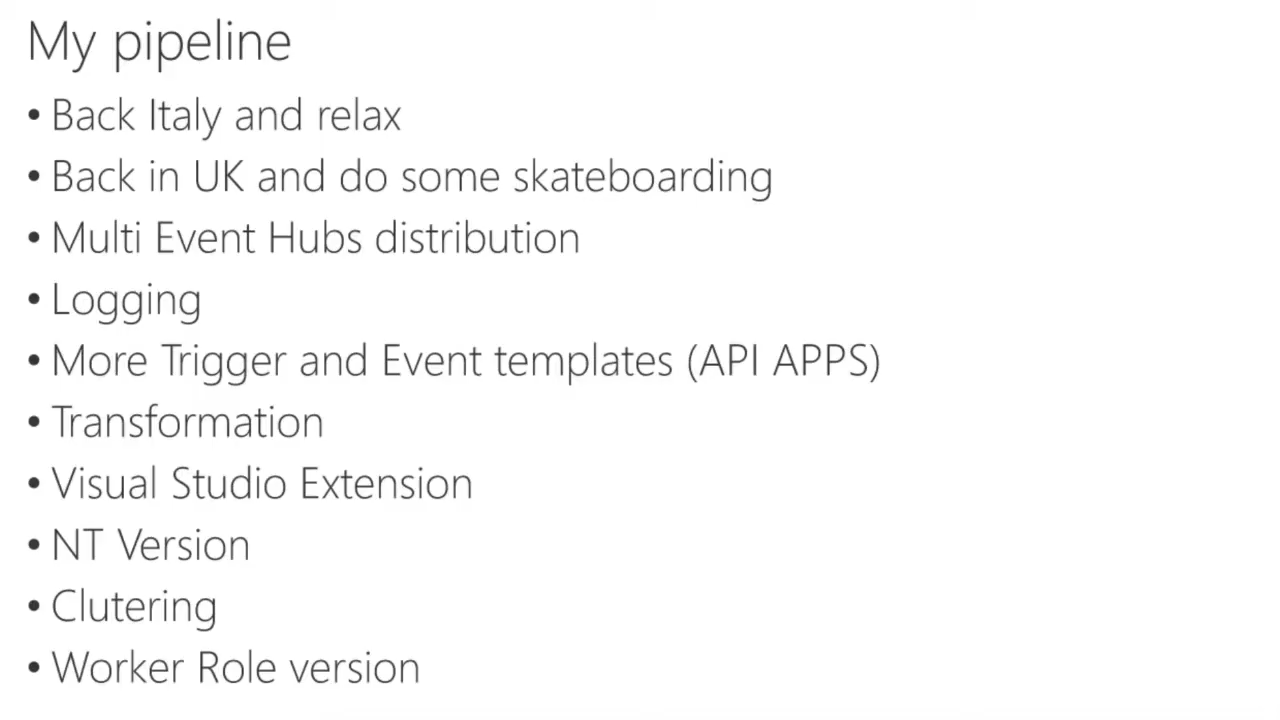 My pipeline
• Back Italy and relax
• Back in UK and do some skateboarding
• Multi Event Hubs distribution
• Logging
• More Trigger and Event templates (API APPS)
• Transformation
• Visual Studio Extension
• NT Version
• Clutering
• Worker Role version